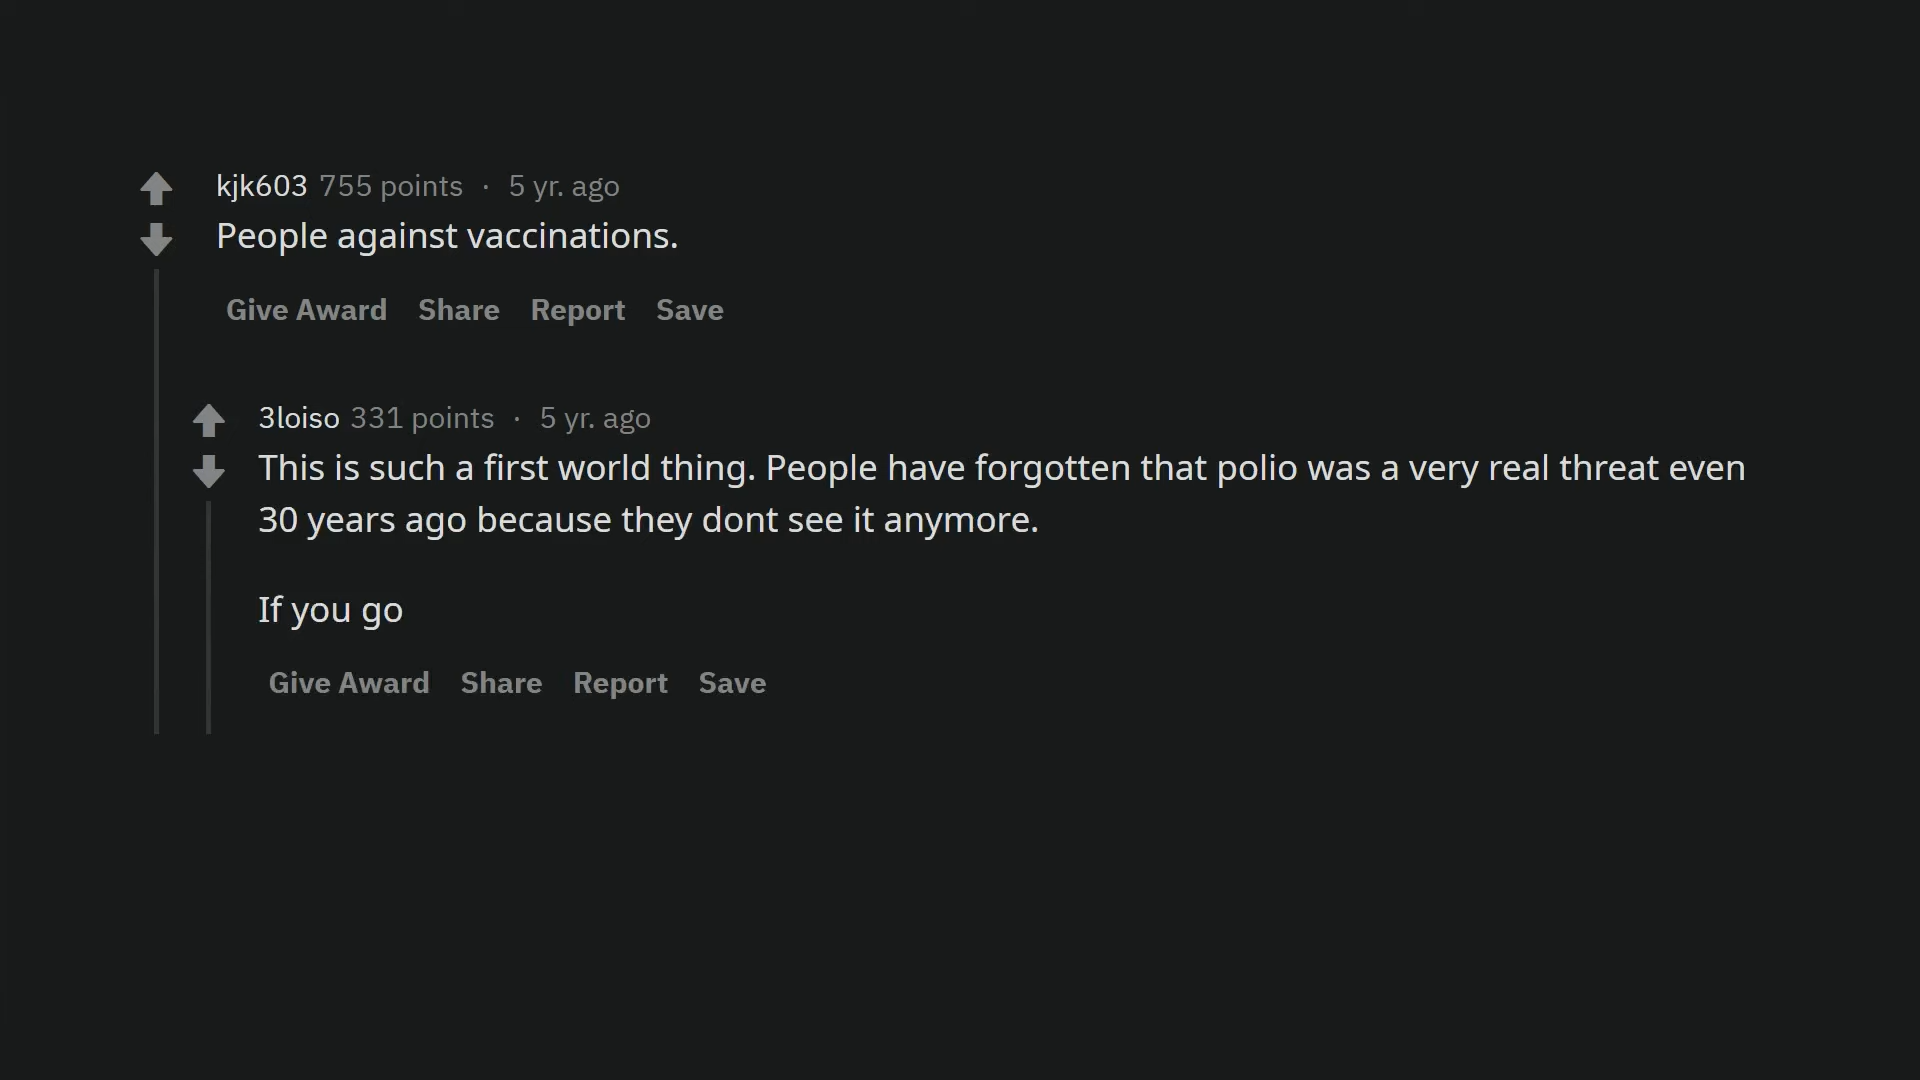 kjk603 755 points · 5 yr. ago
People against vaccinations.
Give Award Share Report Save
3loiso 331 points · 5 yr. ago
This is such a first world thing. People have forgotten that polio was a very real threat even
30 years ago because they dont see it anymore.
If you go
Give Award Share Report Save